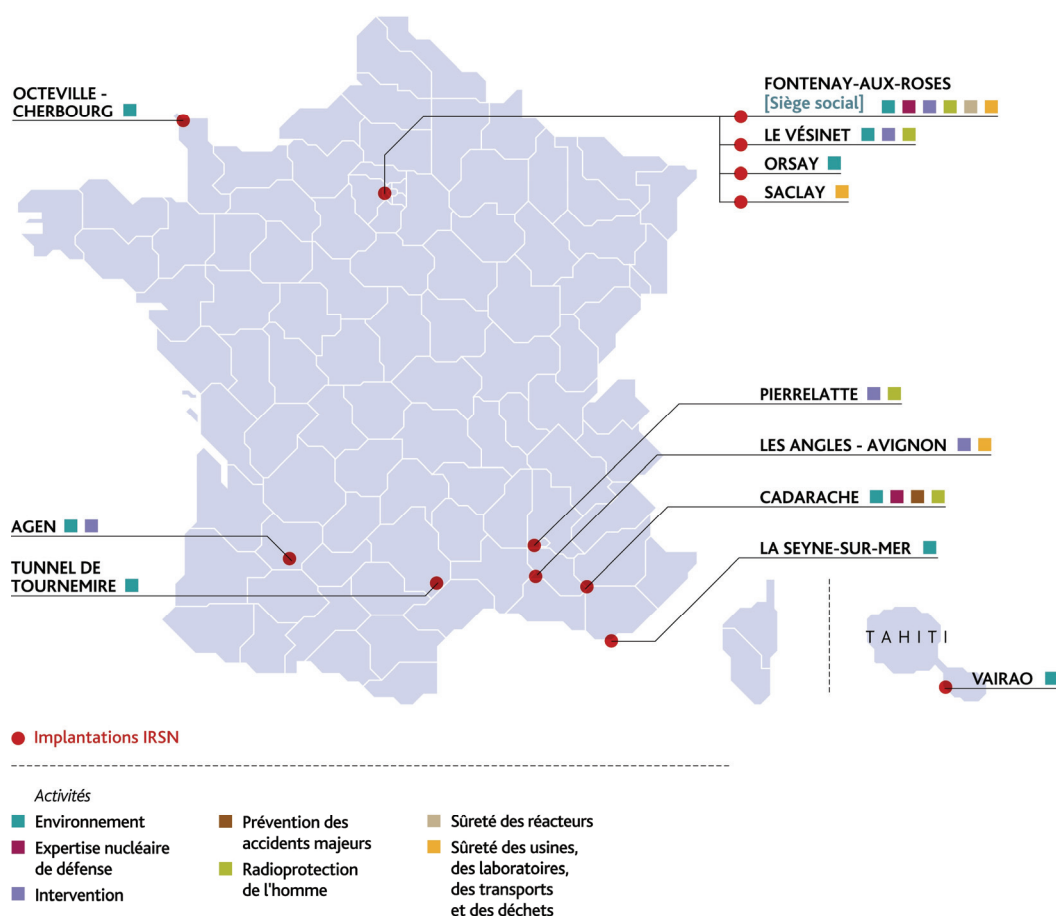 OCTEVILLE -
CHERBOURG
FONTENAY-AUX-ROSES
[Siège social]
LE VÉSINET
ORSAY
SACLAY
PIERRELATTE
LES ANGLES - AVIGNON
CADARACHE
AGEN
LA SEYNE-SUR-MER
TUNNEL DE
TOURNEMIRE
TAHITI
VAIRAO
Implantations IRSN
Activités
Environnement
Expertise nucléaire
de défense
Intervention
Prévention des
accidents majeurs
Radioprotection
de l'homme
Sûreté des réacteurs
Sûreté des usines,
des laboratoires,
des transports
et des déchets